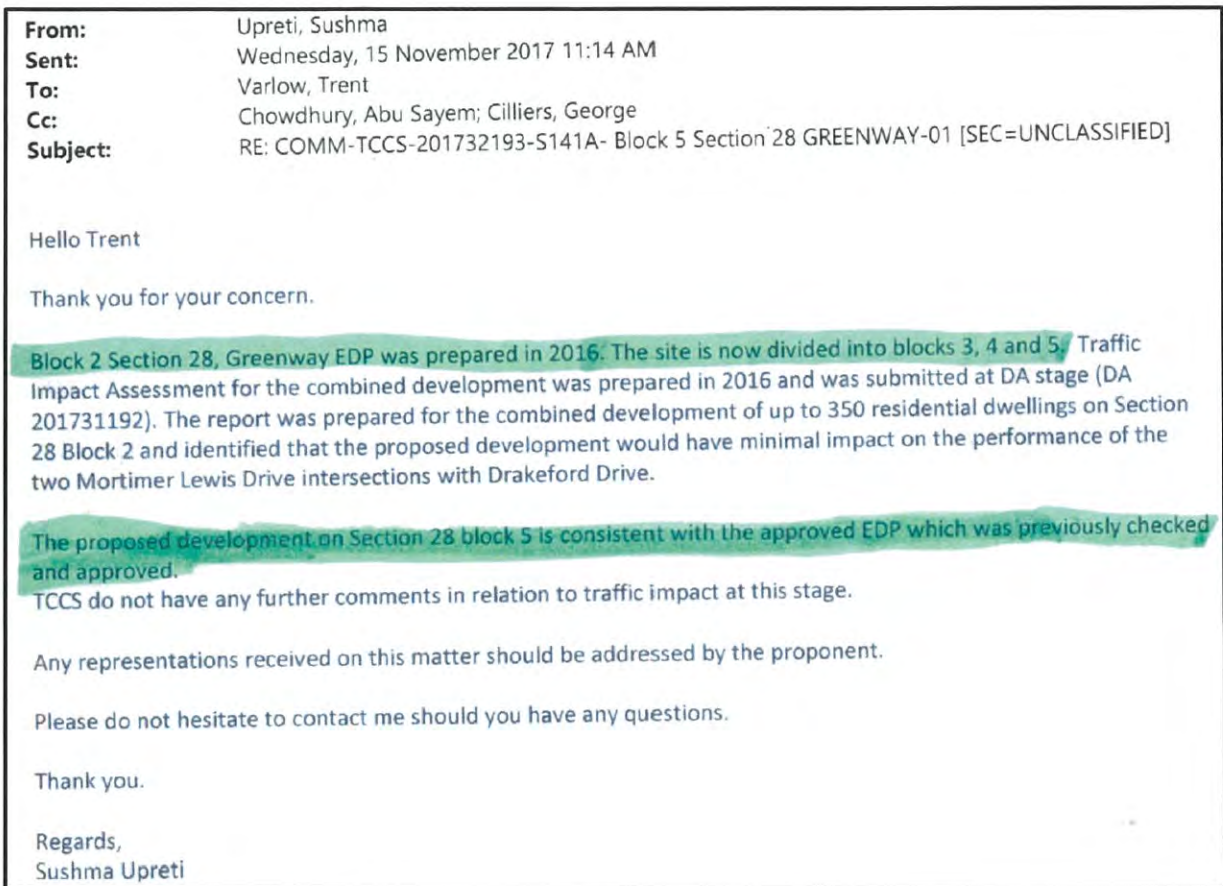 From: Upreti, Sushma
Sent: Wednesday, 15 November 2017 11:14 AM
To: Varlow, Trent
Cc: Chowdhury, Abu Sayem; Cilliers, George
Subject: RE: COMM-TCCS-201732193-S141A- Block 5 Section 28 GREENWAY-01 [SEC=UNCLASSIFIED]
Hello Trent
Thank you for your concern.
Block 2 Section 28, Greenway EDP was prepared in 2016. The site is now divided into blocks 3, 4 and 5. Traffic
Impact Assessment for the combined development was prepared in 2016 and was submitted at DA stage (DA
201731192). The report was prepared for the combined development of up to 350 residential dwellings on Section
28 Block 2 and identified that the proposed development would have minimal impact on the performance of the
two Mortimer Lewis Drive intersections with Drakeford Drive.
The proposed development on Section 28 block 5 is consistent with the approved EDP which was previously checked
and approved.
TCCS do not have any further comments in relation to traffic impact at this stage.
Any representations received on this matter should be addressed by the proponent.
Please do not hesitate to contact me should you have any questions.
Thank you.
Regards,
Sushma Upreti